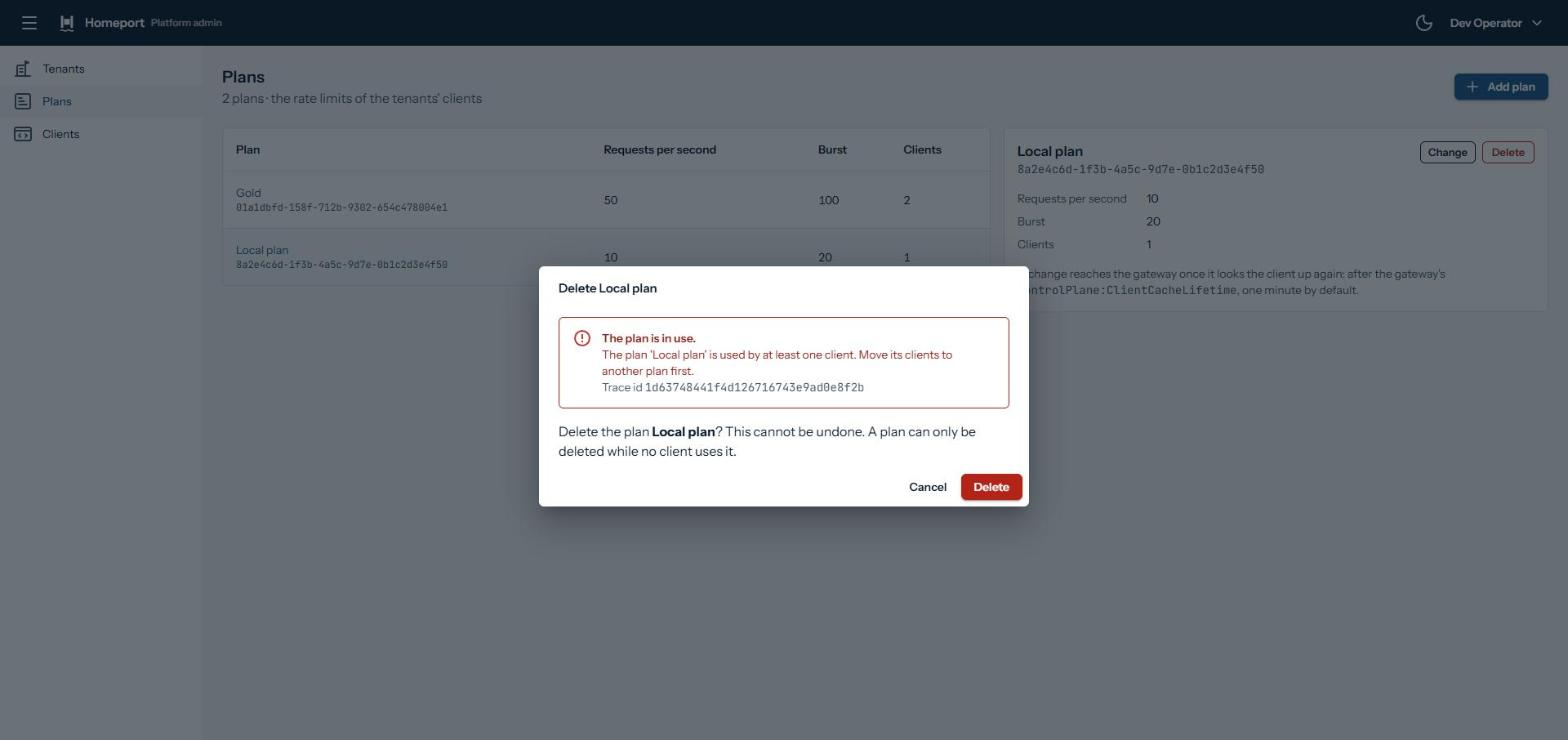 Homeport Platform admin
Dev Operator
Tenants
Plans
Clients
Plans
2 plans · the rate limits of the tenants' clients
Add plan
Plan Requests per second Burst Clients
Gold
01a1dbfd-158f-712b-9302-654c478004e1
50 100 2
Local plan
8a2e4c6d-1f3b-4a5c-9d7e-0b1c2d3e4f50
10 20 1
Local plan
8a2e4c6d-1f3b-4a5c-9d7e-0b1c2d3e4f50
Change Delete
Requests per second 10
Burst 20
Clients 1
change reaches the gateway once it looks the client up again: after the gateway's
ntrolPlane:ClientCacheLifetime, one minute by default.
Delete Local plan
The plan is in use.
The plan 'Local plan' is used by at least one client. Move its clients to
another plan first.
Trace id 1d63748441f4d126716743e9ad0e8f2b
Delete the plan Local plan? This cannot be undone. A plan can only be
deleted while no client uses it.
Cancel Delete